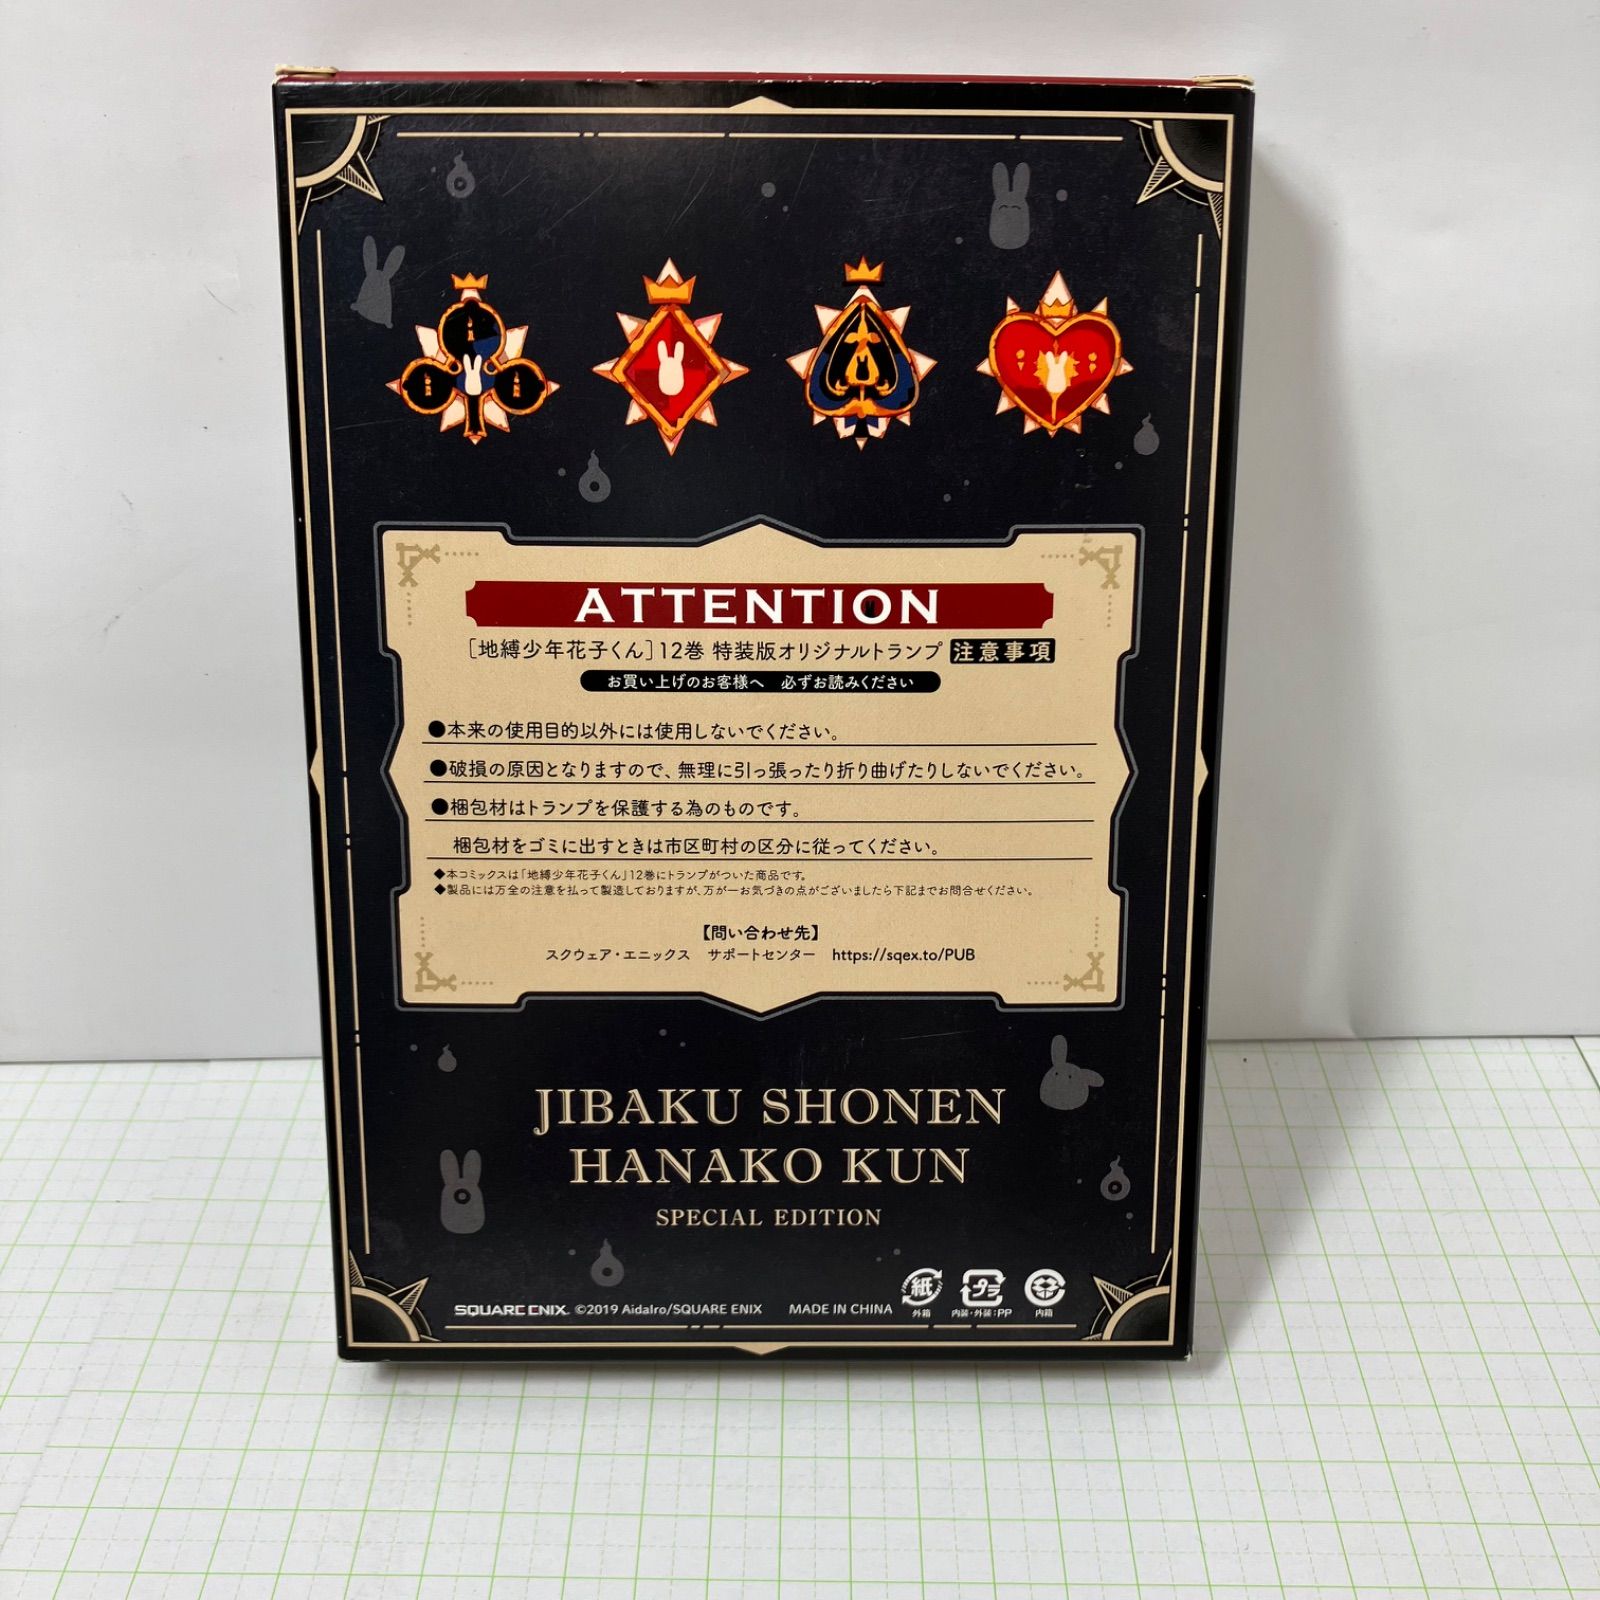 ATTENTION
［地縛少年花子くん］12巻 特装版オリジナルトランプ 注意事項
お買い上げのお客様へ　必ずお読みください
●本来の使用目的以外には使用しないでください。
●破損の原因となりますので、無理に引っ張ったり折り曲げたりしないでください。
●梱包材はトランプを保護する為のものです。
梱包材をゴミに出すときは市区町村の区分に従ってください。
◆本コミックスは「地縛少年花子くん」12巻にトランプがついた商品です。
◆製品には万全の注意を払って製造しておりますが、万が一お気づきの点がございましたら下記までお問合せください。
【問い合わせ先】
スクウェア・エニックス　サポートセンター　https://sqex.to/PUB
JIBAKU SHONEN
HANAKO KUN
SPECIAL EDITION
紙 プラ
SQUARE ENIX. ©2019 AidaIro/SQUARE ENIX MADE IN CHINA 外箱 内装・外装:PP 内箱